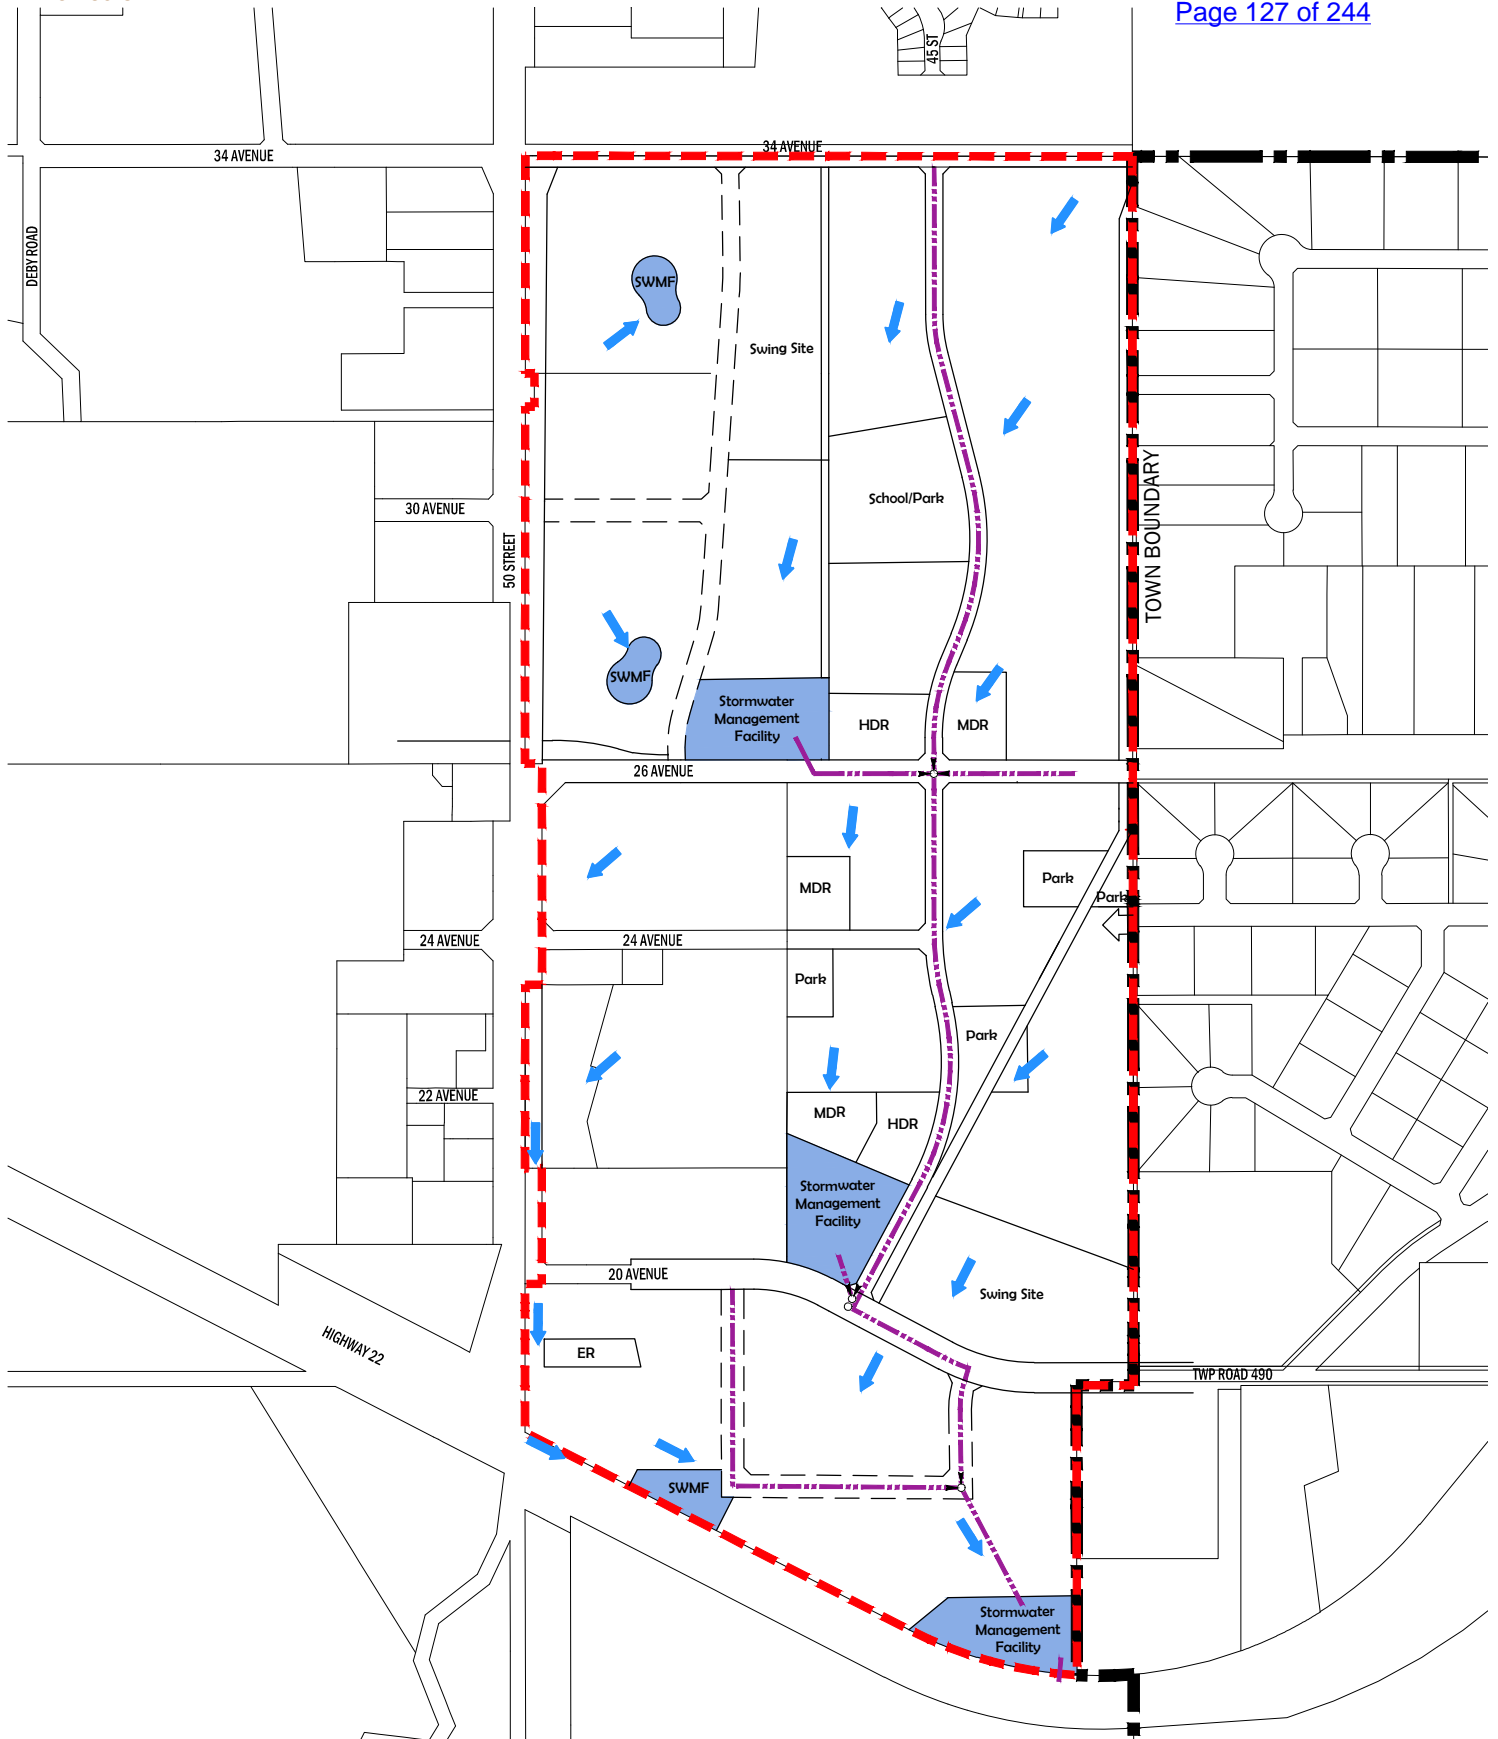 Page 127 of 244
45 ST
34 AVENUE
34 AVENUE
DEBY ROAD
SWMF
Swing Site
School/Park
30 AVENUE
50 STREET
TOWN BOUNDARY
SWMF
Stormwater
Management
Facility
HDR
MDR
26 AVENUE
MDR
Park
Park
24 AVENUE
24 AVENUE
Park
Park
22 AVENUE
MDR
HDR
Stormwater
Management
Facility
20 AVENUE
Swing Site
HIGHWAY 22
ER
TWP ROAD 490
SWMF
Stormwater
Management
Facility